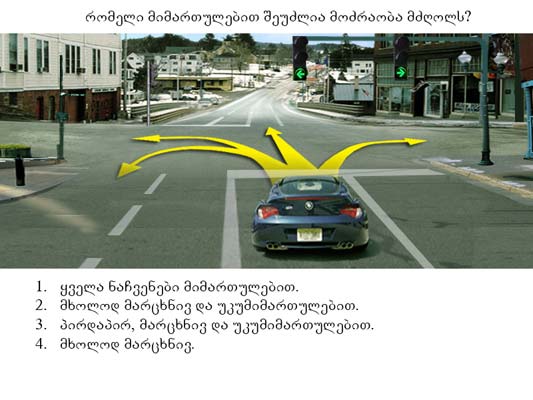 რომელი მიმართულებით შეუძლია მოძრაობა მძღოლს?
1. ყველა ნაჩვენები მიმართულებით.
2. მხოლოდ მარცხნივ და უკუმიმართულებით.
3. პირდაპირ, მარცხნივ და უკუმიმართულებით.
4. მხოლოდ მარცხნივ.